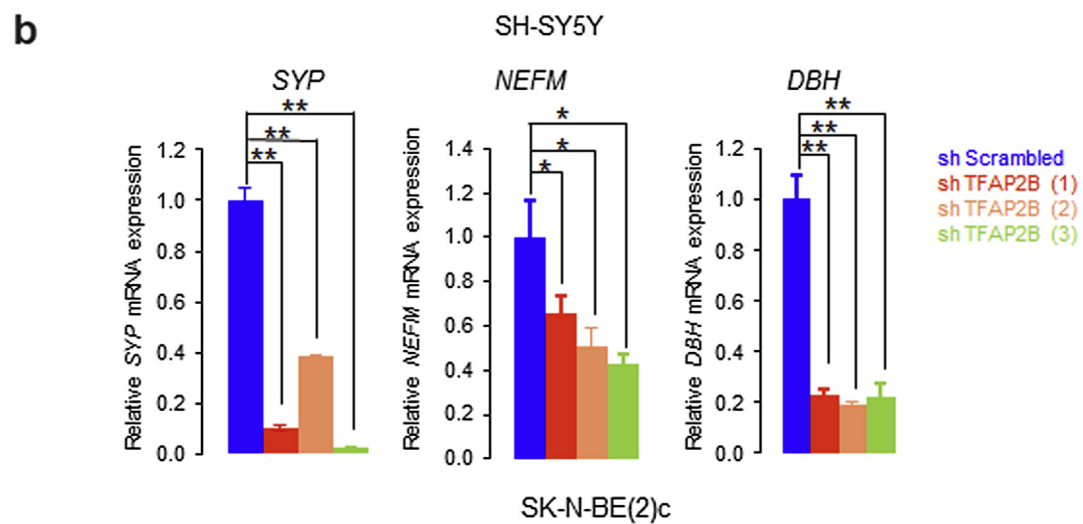 b
SH-SY5Y
SYP
NEFM
DBH
Relative SYP mRNA expression
1.2
1.0
0.8
0.6
0.4
0.2
0.0
**
**
**
Relative NEFM mRNA expression
1.4
1.2
1.0
0.8
0.6
0.4
0.2
0.0
*
*
*
Relative DBH mRNA expression
1.2
1.0
0.8
0.6
0.4
0.2
0.0
**
**
**
sh Scrambled
sh TFAP2B (1)
sh TFAP2B (2)
sh TFAP2B (3)
SK-N-BE(2)c